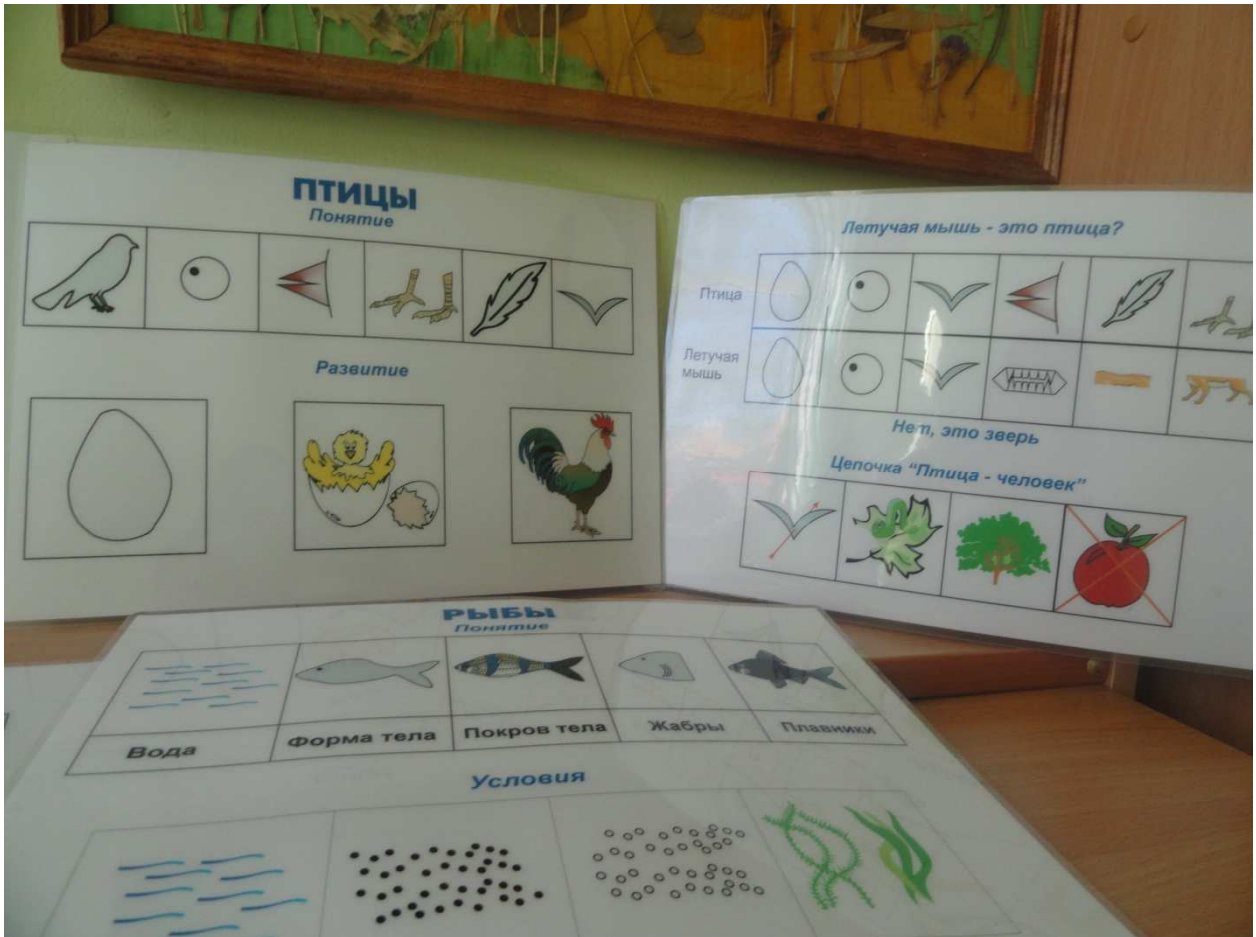 ПТИЦЫ
Понятие
Развитие
Летучая мышь - это птица?
Птица
Летучая
мышь
Нет, это зверь
Цепочка "Птица - человек"
РЫБЫ
Понятие
Вода
Форма тела
Покров тела
Жабры
Плавники
Условия